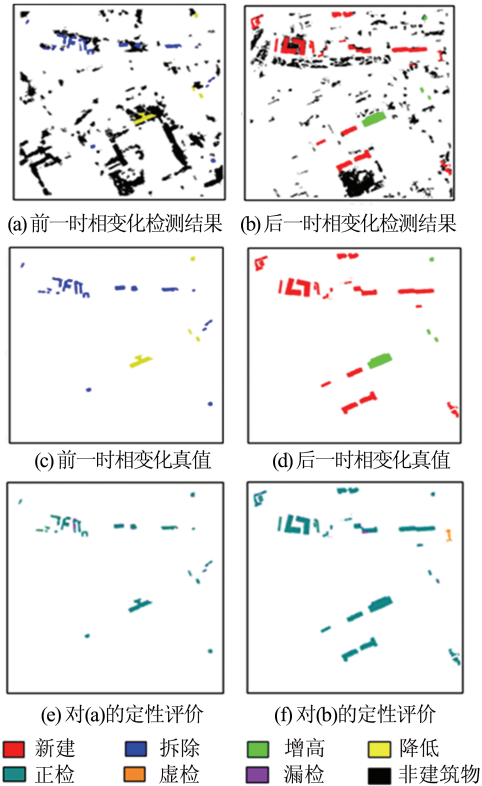 (a)前一时相变化检测结果 (b)后一时相变化检测结果
(c)前一时相变化真值 (d)后一时相变化真值
(e)对(a)的定性评价 (f)对(b)的定性评价
新建 拆除 增高 降低
正检 虚检 漏检 非建筑物